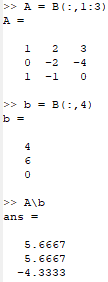 >> A = B(:,1:3)
A =
1 2 3
0 -2 -4
1 -1 0
>> b = B(:,4)
b =
4
6
0
>> A\b
ans =
5.6667
5.6667
-4.3333